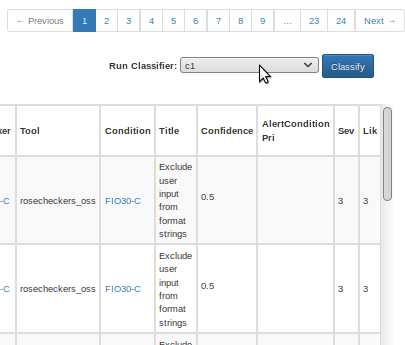 ← Previous 1 2 3 4 5 6 7 8 9 ... 23 24 Next →
Run Classifier: c1 Classify
ker Tool Condition Title Confidence AlertCondition Pri Sev Lik
-C rosecheckers_oss FIO30-C Exclude user input from format strings 0.5 3 3
-C rosecheckers_oss FIO30-C Exclude user input from format strings 0.5 3 3
Exclude